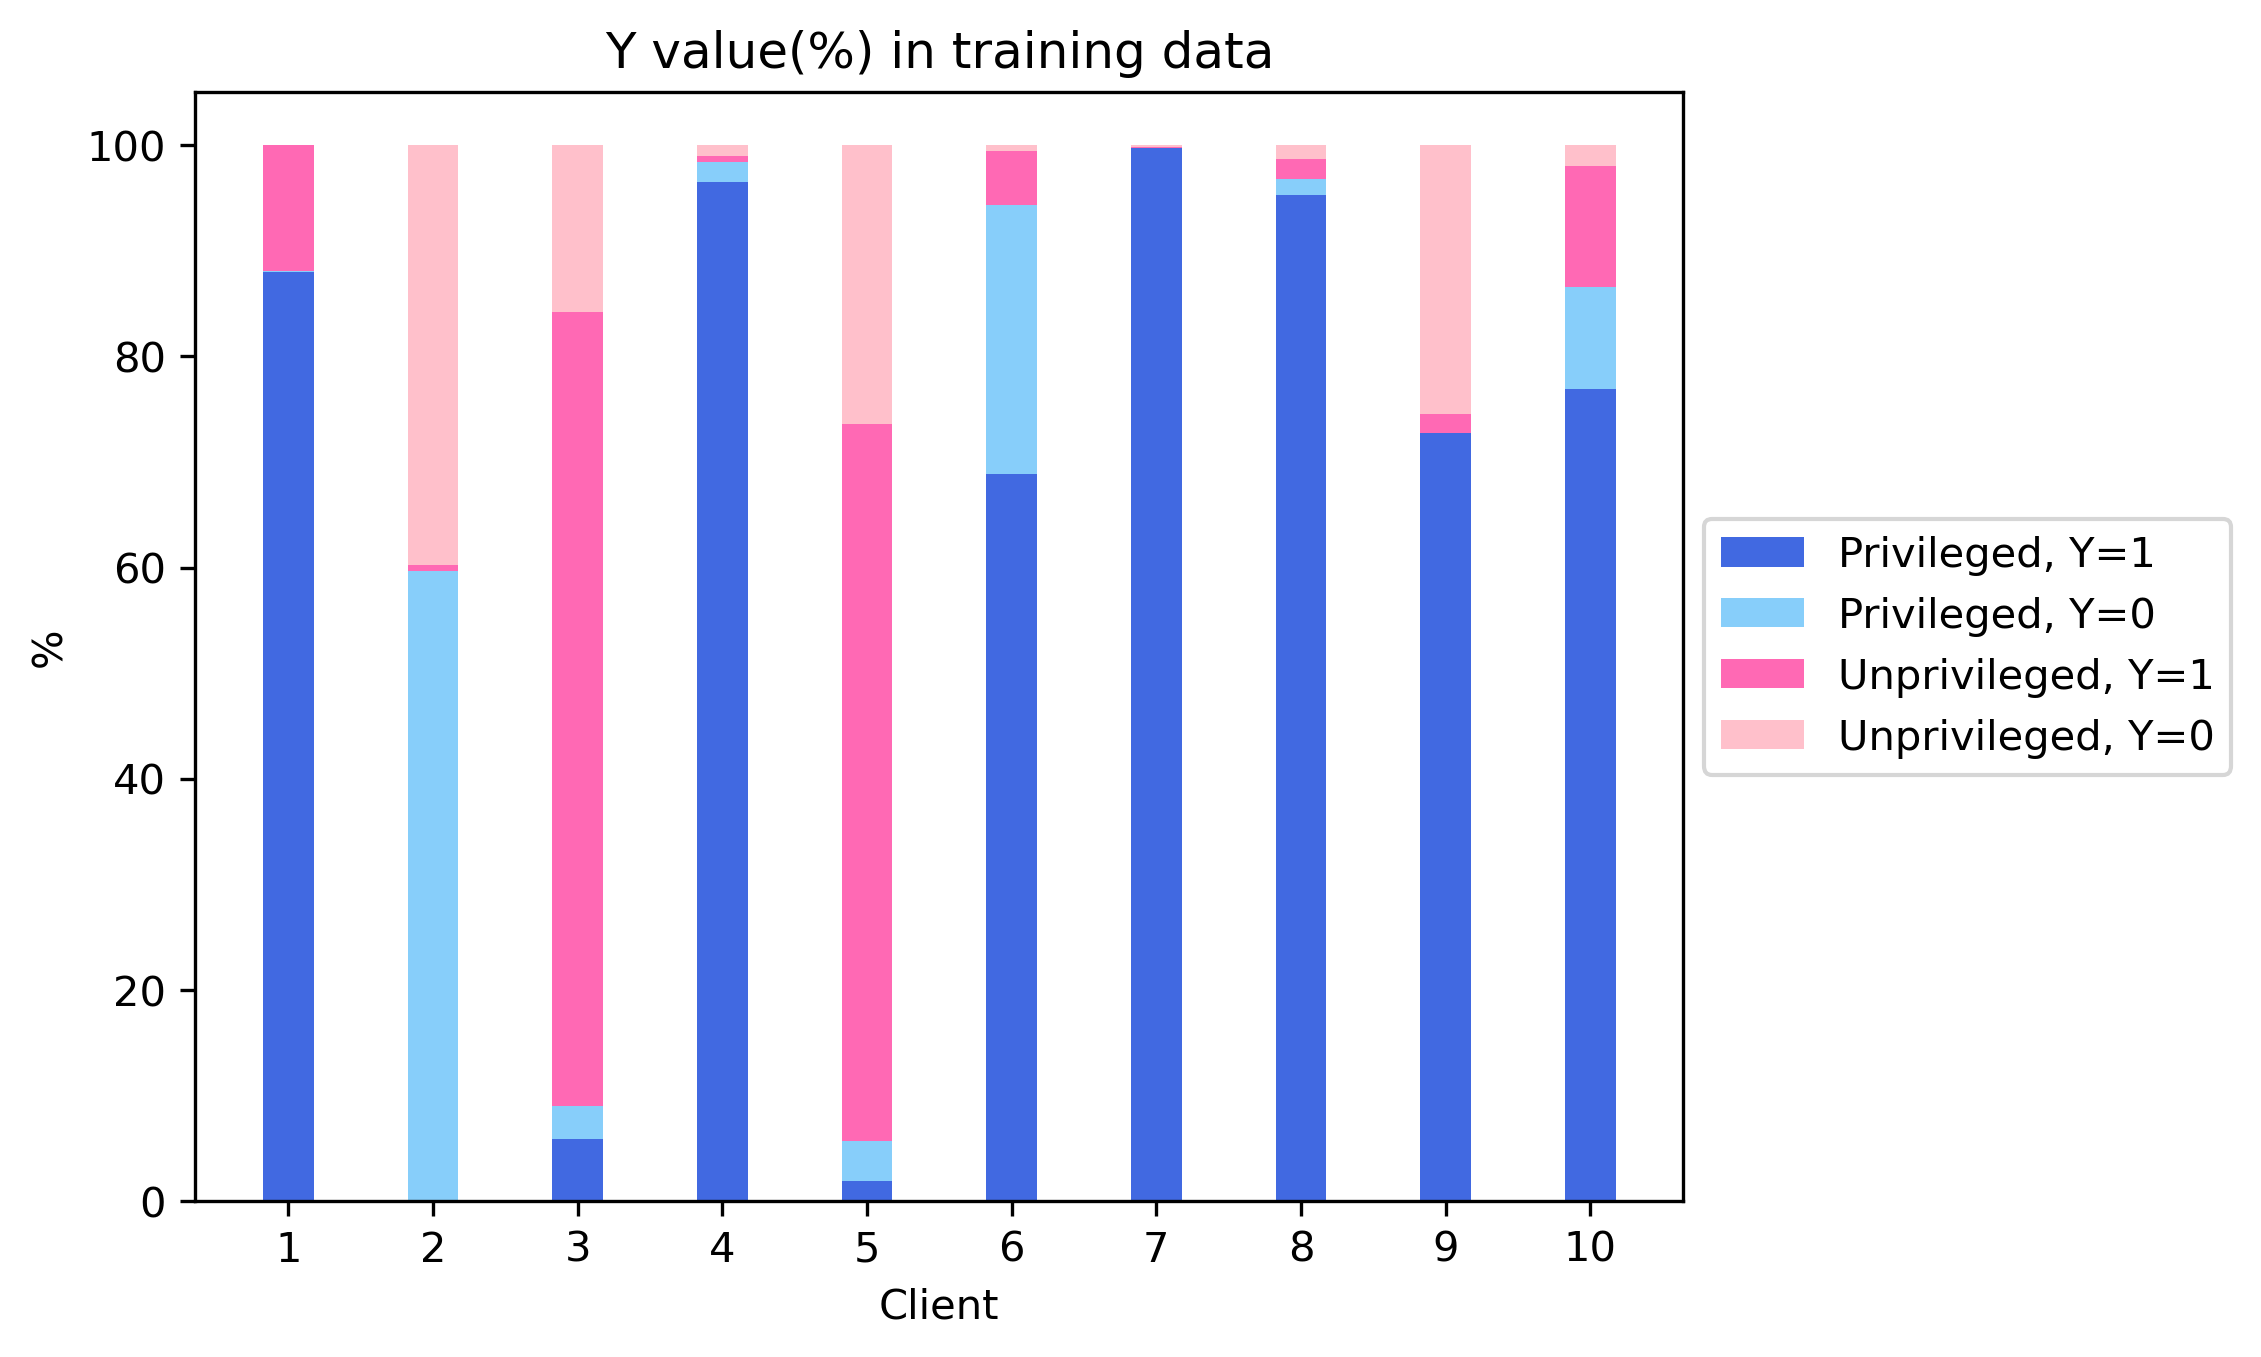 Y value(%) in training data
100
80
60
40
20
0
%
1 2 3 4 5 6 7 8 9 10
Client
Privileged, Y=1
Privileged, Y=0
Unprivileged, Y=1
Unprivileged, Y=0